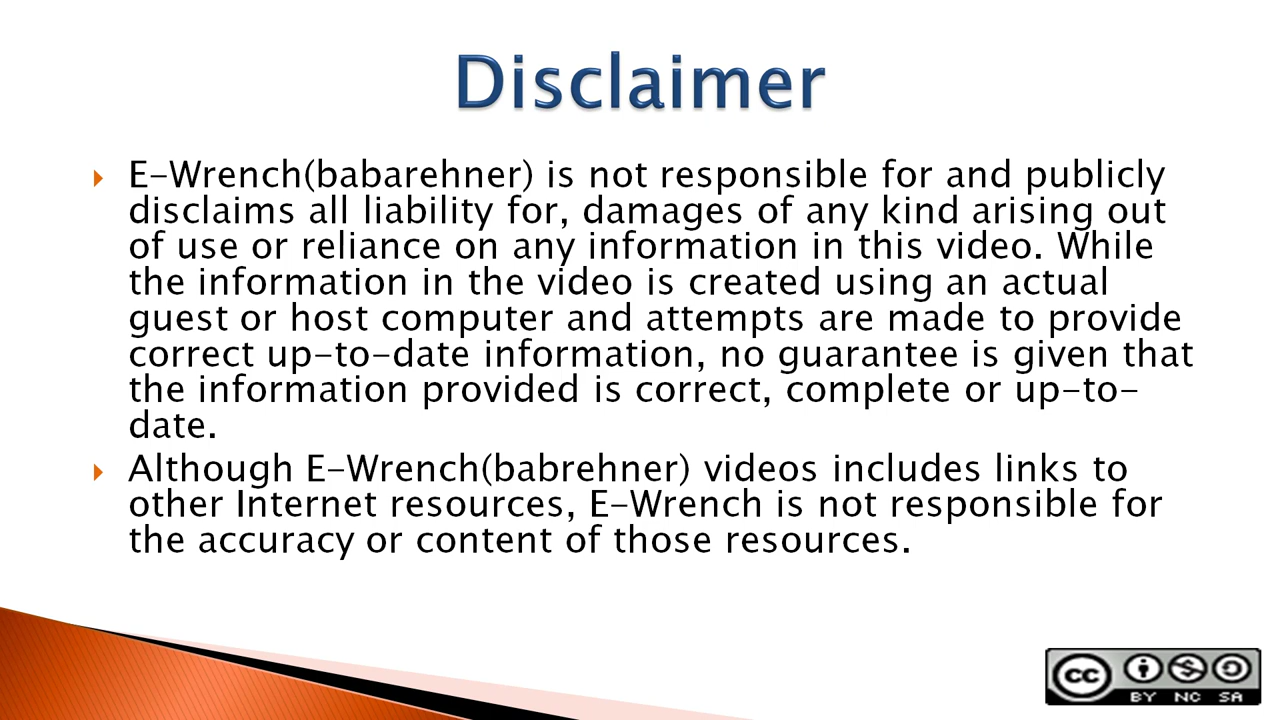 Disclaimer
E-Wrench(babarehner) is not responsible for and publicly
disclaims all liability for, damages of any kind arising out
of use or reliance on any information in this video. While
the information in the video is created using an actual
guest or host computer and attempts are made to provide
correct up-to-date information, no guarantee is given that
the information provided is correct, complete or up-to-
date.
Although E-Wrench(babrehner) videos includes links to
other Internet resources, E-Wrench is not responsible for
the accuracy or content of those resources.
cc
BY NC SA